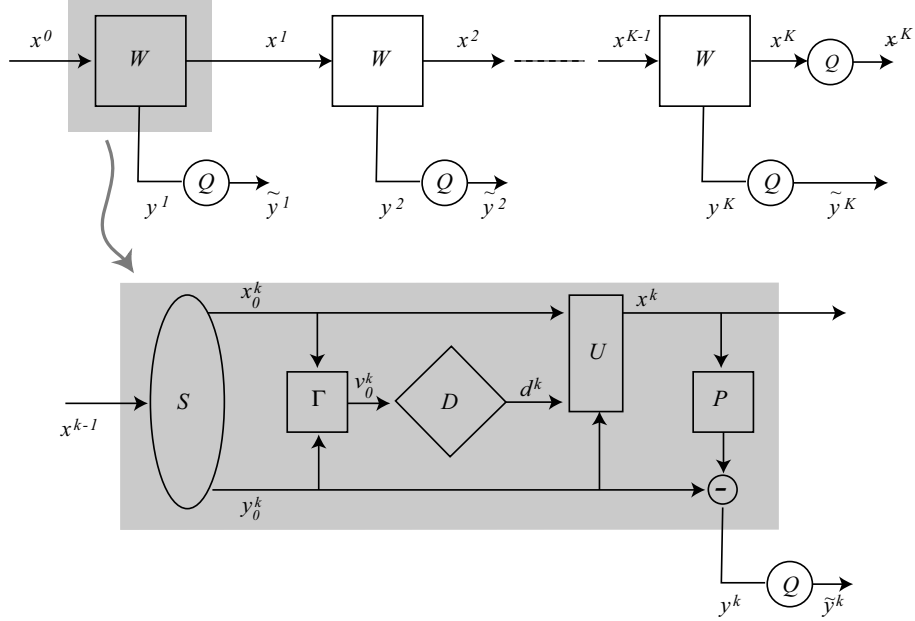 x⁰ W x¹ W x² x^{K-1} W x^K Q x^K
Q Q Q
y¹ ỹ¹ y² ỹ² y^K ỹ^K
x₀^k x^k
U
Γ v₀^k D d^k P
S
x^{k-1}
y₀^k -
Q
y^k ỹ^k